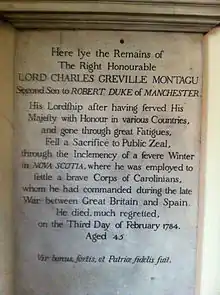 Here lye the Remains of
The Right Honourable
LORD CHARLES GREVILLE MONTAGU
Second Son to ROBERT DUKE of MANCHESTER.
His Lordship after having ſerved His
Majesty with Honour in various Countries,
and gone through great Fatigues,
Fell a Sacrifice to Public Zeal,
through the Inclemency of a ſevere Winter
in NOVA SCOTIA, where he was employed to
ſettle a brave Corps of Carolinians,
whom he had commanded during the late
War between Great Britain and Spain.
He died, much regretted,
on the Third Day of February 1784.
Aged 45
Vir bonus, fortis, et Patriæ fidelis fuit.